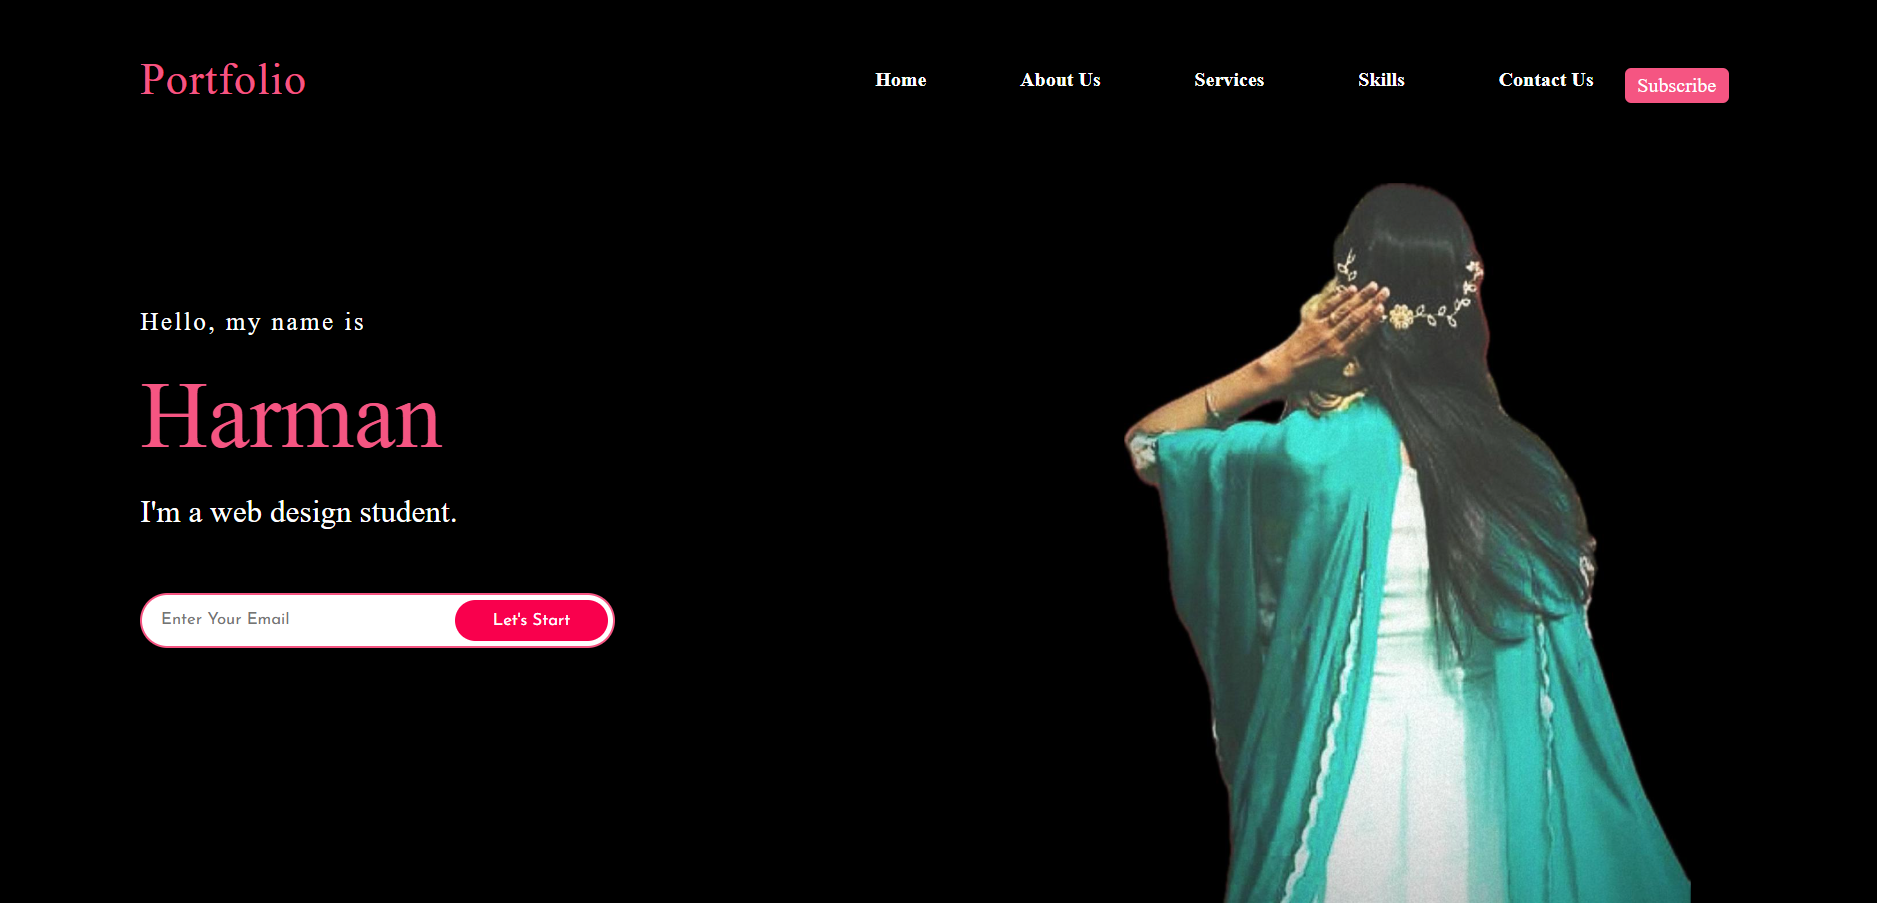 Portfolio
Home About Us Services Skills Contact Us Subscribe
Hello, my name is
Harman
I'm a web design student.
Enter Your Email Let's Start